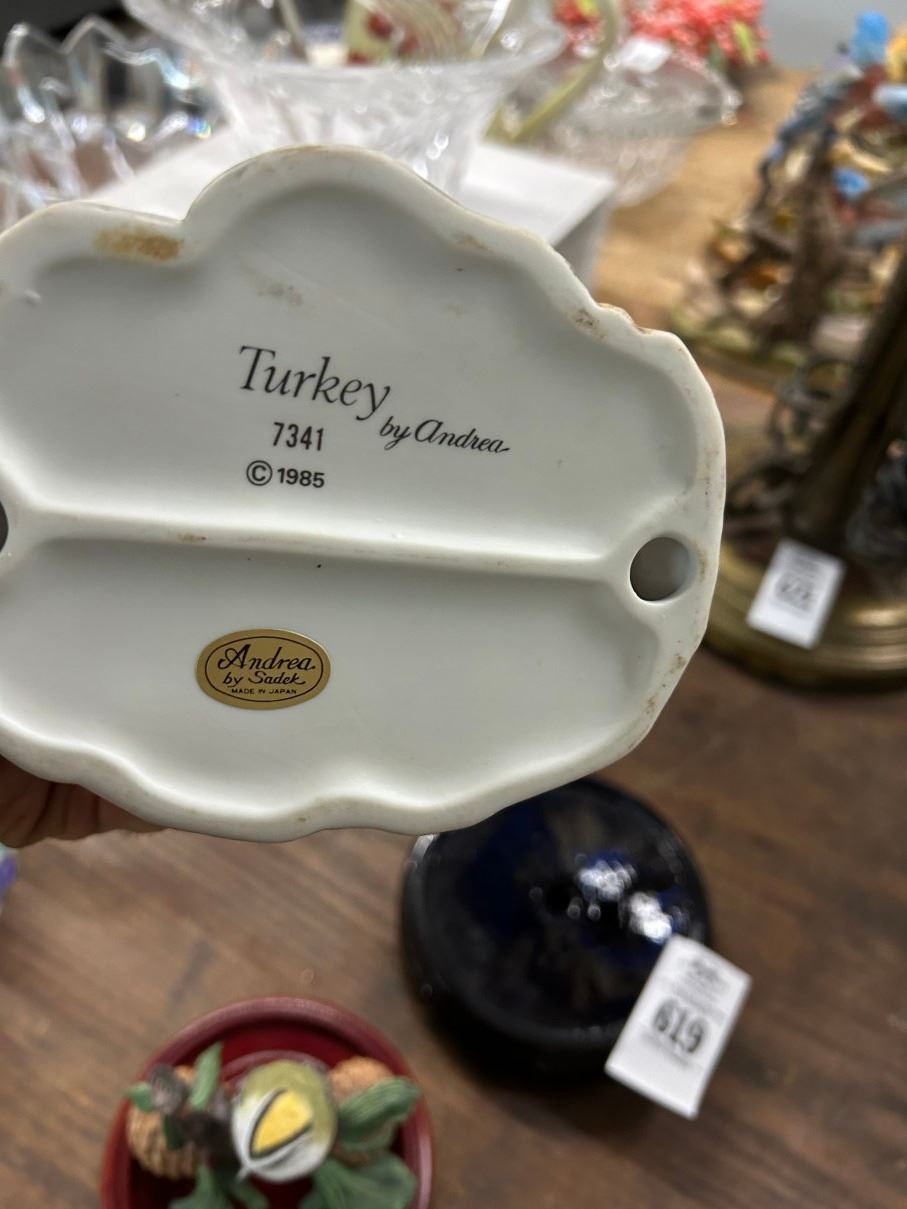 Turkey
by Andrea
7341
© 1985
Andrea
by Sadek
MADE IN JAPAN
619